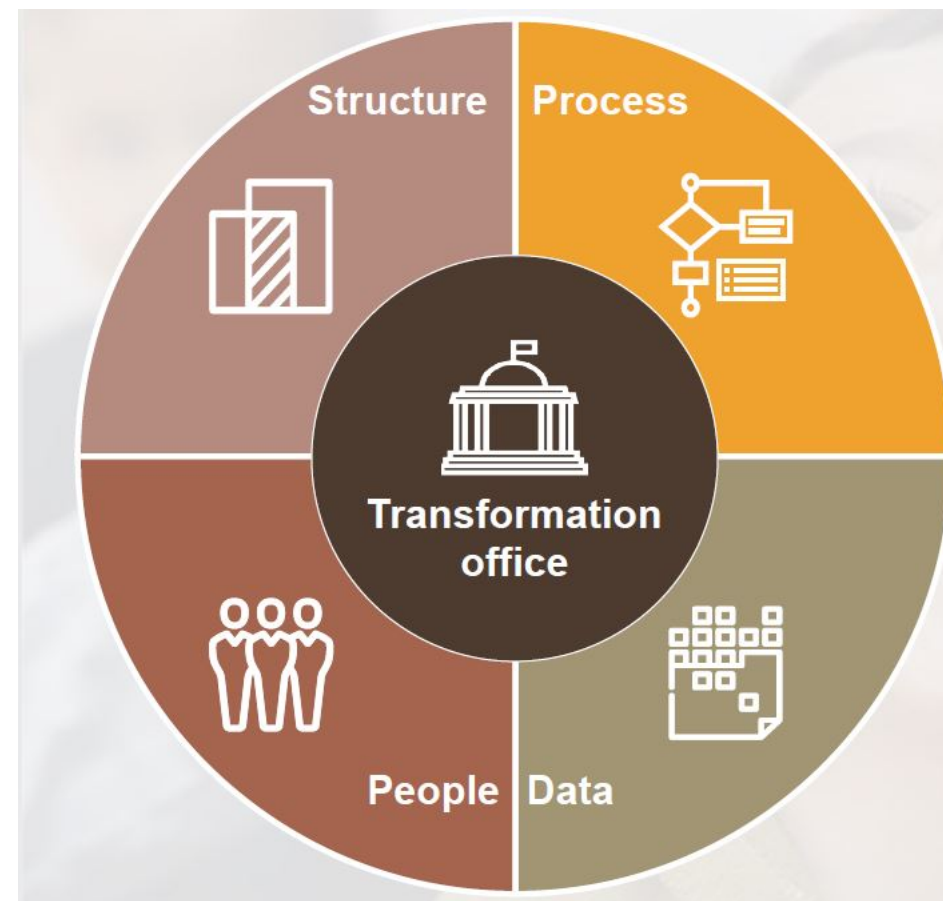 Structure
Process
Transformation
office
People
Data